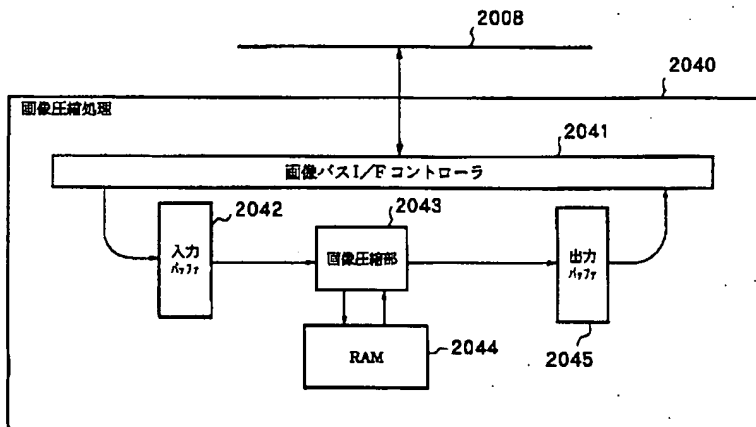 2008
2040
画像圧縮処理
2041
画像バスI/Fコントローラ
2042
2043
入力
バッファ
画像圧縮部
出力
バッファ
RAM
2044
2045